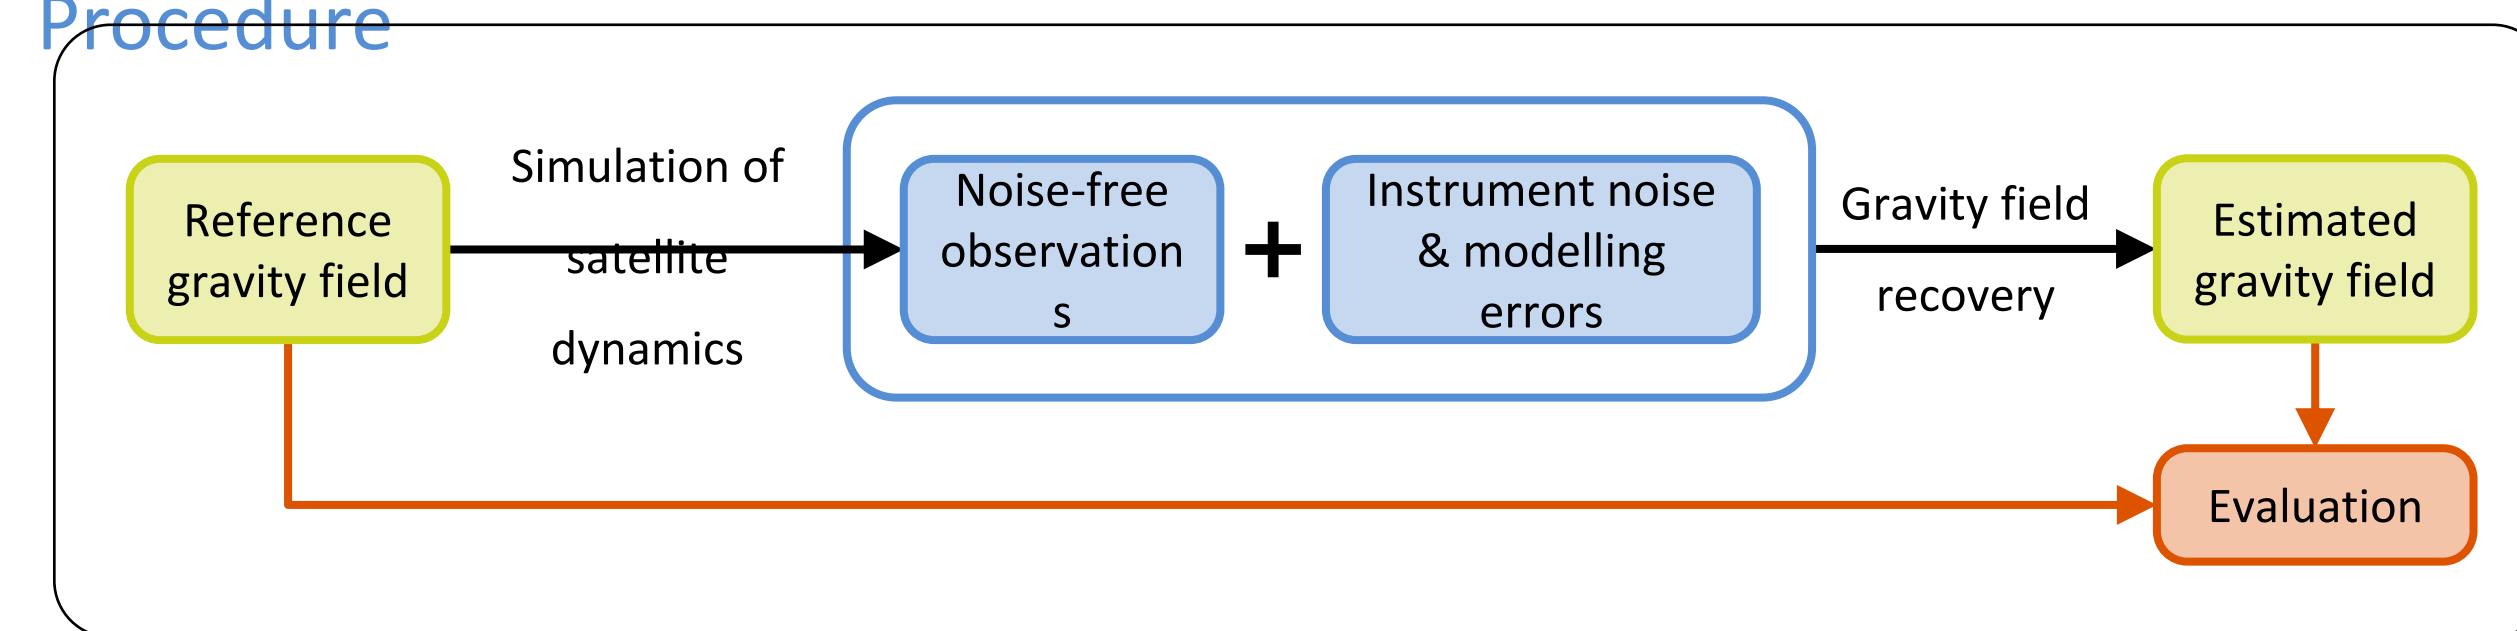 Procedure
Reference
gravity field
Simulation of
satellite
dynamics
Noise-free
observation
s
+
Instrument noise
& modelling
errors
Gravity field
recovery
Estimated
gravity field
Evaluation